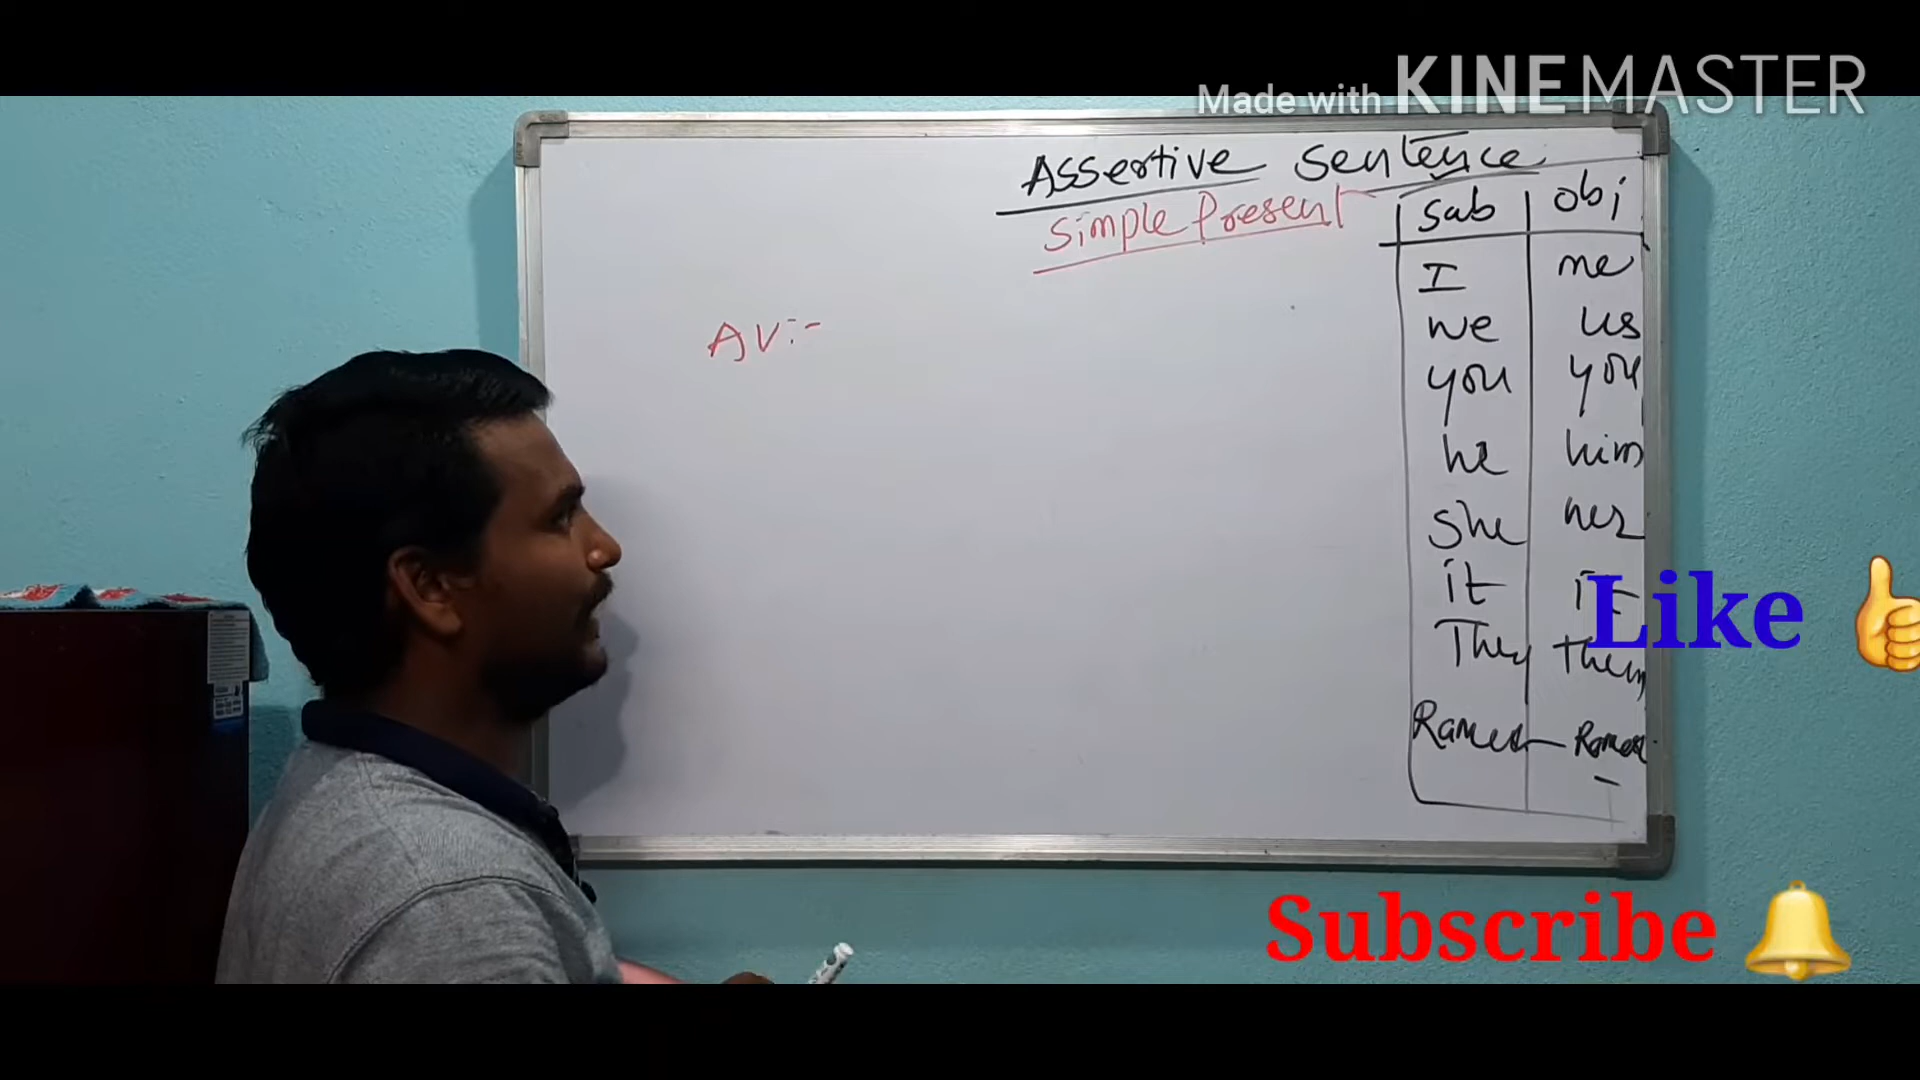 Made with KINEMASTER
Assertive Sentence
Simple Present
Sub obj
I me
we us
AV:-
you you
he him
she her
it it
Like
They them
Ramesh Ramesh
Subscribe